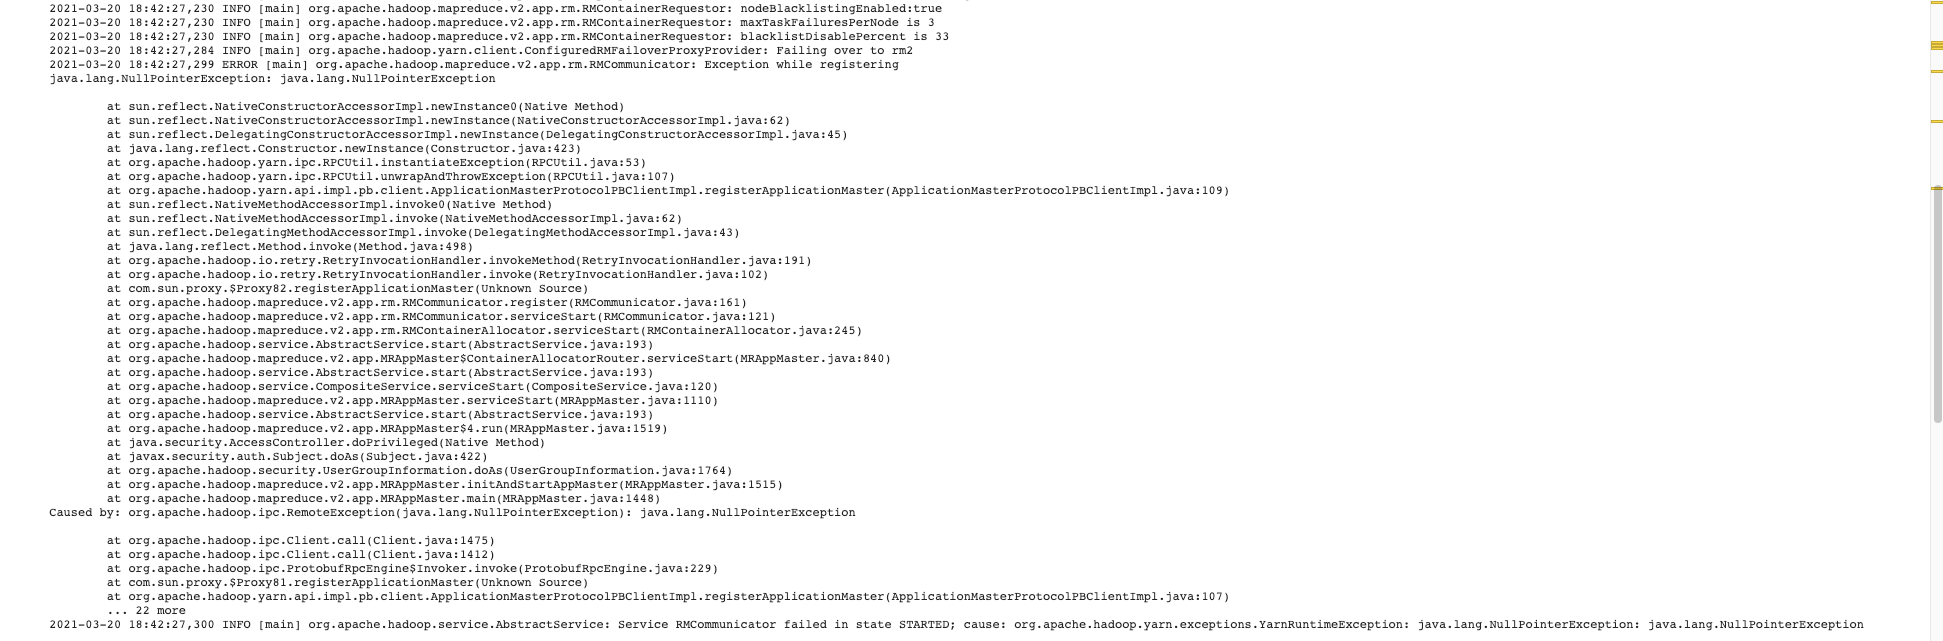 2021-03-20 18:42:27,230 INFO [main] org.apache.hadoop.mapreduce.v2.app.rm.RMContainerRequestor: nodeBlacklistingEnabled:true
2021-03-20 18:42:27,230 INFO [main] org.apache.hadoop.mapreduce.v2.app.rm.RMContainerRequestor: maxTaskFailuresPerNode is 3
2021-03-20 18:42:27,230 INFO [main] org.apache.hadoop.mapreduce.v2.app.rm.RMContainerRequestor: blacklistDisablePercent is 33
2021-03-20 18:42:27,284 INFO [main] org.apache.hadoop.yarn.client.ConfiguredRMFailoverProxyProvider: Failing over to rm2
2021-03-20 18:42:27,299 ERROR [main] org.apache.hadoop.mapreduce.v2.app.rm.RMCommunicator: Exception while registering
java.lang.NullPointerException: java.lang.NullPointerException
at sun.reflect.NativeConstructorAccessorImpl.newInstance0(Native Method)
at sun.reflect.NativeConstructorAccessorImpl.newInstance(NativeConstructorAccessorImpl.java:62)
at sun.reflect.DelegatingConstructorAccessorImpl.newInstance(DelegatingConstructorAccessorImpl.java:45)
at java.lang.reflect.Constructor.newInstance(Constructor.java:423)
at org.apache.hadoop.yarn.ipc.RPCUtil.instantiateException(RPCUtil.java:53)
at org.apache.hadoop.yarn.ipc.RPCUtil.unwrapAndThrowException(RPCUtil.java:107)
at org.apache.hadoop.yarn.api.impl.pb.client.ApplicationMasterProtocolPBClientImpl.registerApplicationMaster(ApplicationMasterProtocolPBClientImpl.java:109)
at sun.reflect.NativeMethodAccessorImpl.invoke0(Native Method)
at sun.reflect.NativeMethodAccessorImpl.invoke(NativeMethodAccessorImpl.java:62)
at sun.reflect.DelegatingMethodAccessorImpl.invoke(DelegatingMethodAccessorImpl.java:43)
at java.lang.reflect.Method.invoke(Method.java:498)
at org.apache.hadoop.io.retry.RetryInvocationHandler.invokeMethod(RetryInvocationHandler.java:191)
at org.apache.hadoop.io.retry.RetryInvocationHandler.invoke(RetryInvocationHandler.java:102)
at com.sun.proxy.$Proxy82.registerApplicationMaster(Unknown Source)
at org.apache.hadoop.mapreduce.v2.app.rm.RMCommunicator.register(RMCommunicator.java:161)
at org.apache.hadoop.mapreduce.v2.app.rm.RMCommunicator.serviceStart(RMCommunicator.java:121)
at org.apache.hadoop.mapreduce.v2.app.rm.RMContainerAllocator.serviceStart(RMContainerAllocator.java:245)
at org.apache.hadoop.service.AbstractService.start(AbstractService.java:193)
at org.apache.hadoop.mapreduce.v2.app.MRAppMaster$ContainerAllocatorRouter.serviceStart(MRAppMaster.java:840)
at org.apache.hadoop.service.AbstractService.start(AbstractService.java:193)
at org.apache.hadoop.service.CompositeService.serviceStart(CompositeService.java:120)
at org.apache.hadoop.mapreduce.v2.app.MRAppMaster.serviceStart(MRAppMaster.java:1110)
at org.apache.hadoop.service.AbstractService.start(AbstractService.java:193)
at org.apache.hadoop.mapreduce.v2.app.MRAppMaster$4.run(MRAppMaster.java:1519)
at java.security.AccessController.doPrivileged(Native Method)
at javax.security.auth.Subject.doAs(Subject.java:422)
at org.apache.hadoop.security.UserGroupInformation.doAs(UserGroupInformation.java:1764)
at org.apache.hadoop.mapreduce.v2.app.MRAppMaster.initAndStartAppMaster(MRAppMaster.java:1515)
at org.apache.hadoop.mapreduce.v2.app.MRAppMaster.main(MRAppMaster.java:1448)
Caused by: org.apache.hadoop.ipc.RemoteException(java.lang.NullPointerException): java.lang.NullPointerException
at org.apache.hadoop.ipc.Client.call(Client.java:1475)
at org.apache.hadoop.ipc.Client.call(Client.java:1412)
at org.apache.hadoop.ipc.ProtobufRpcEngine$Invoker.invoke(ProtobufRpcEngine.java:229)
at com.sun.proxy.$Proxy81.registerApplicationMaster(Unknown Source)
at org.apache.hadoop.yarn.api.impl.pb.client.ApplicationMasterProtocolPBClientImpl.registerApplicationMaster(ApplicationMasterProtocolPBClientImpl.java:107)
... 22 more
2021-03-20 18:42:27,300 INFO [main] org.apache.hadoop.service.AbstractService: Service RMCommunicator failed in state STARTED; cause: org.apache.hadoop.yarn.exceptions.YarnRuntimeException: java.lang.NullPointerException: java.lang.NullPointerException